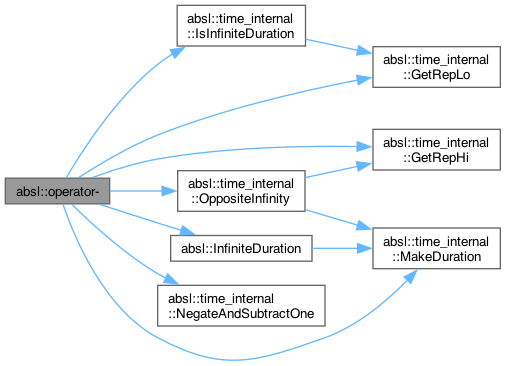 absl::time_internal
::IsInfiniteDuration
absl::time_internal
::GetRepLo
absl::time_internal
::GetRepHi
absl::operator-
absl::time_internal
::OppositeInfinity
absl::InfiniteDuration
absl::time_internal
::MakeDuration
absl::time_internal
::NegateAndSubtractOne